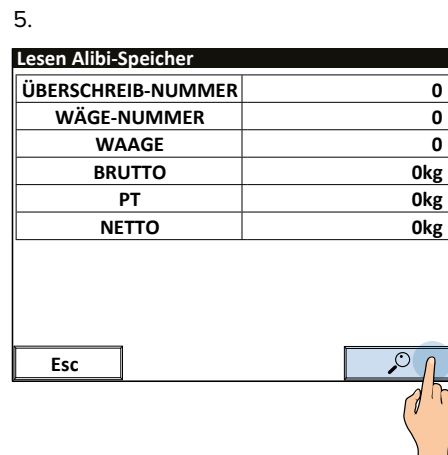 5.
Lesen Alibi-Speicher
ÜBERSCHREIB-NUMMER 0
WÄGE-NUMMER 0
WAAGE 0
BRUTTO 0kg
PT 0kg
NETTO 0kg
Esc